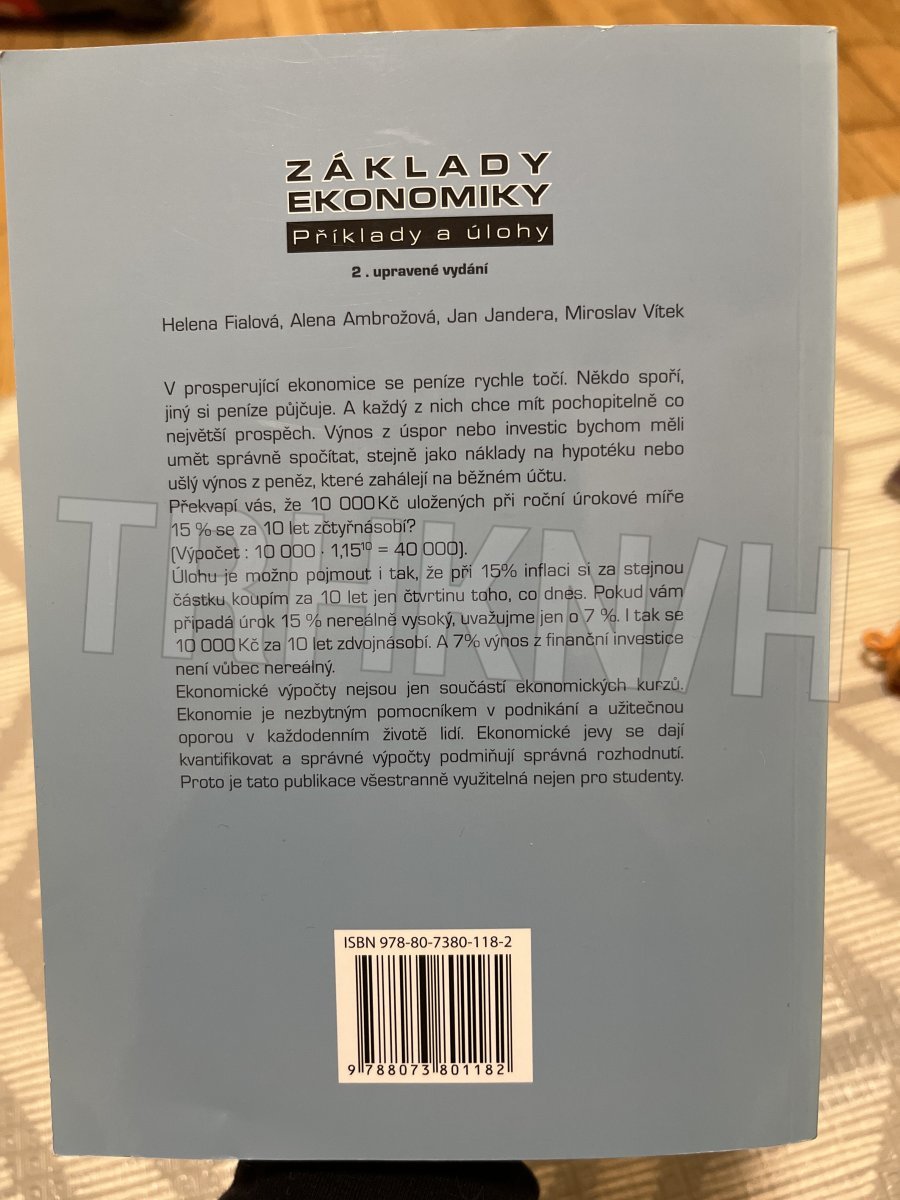 ZÁKLADY
EKONOMIKY
Příklady a úlohy
2 . upravené vydání
Helena Fialová, Alena Ambrožová, Jan Jandera, Miroslav Vítek
V prosperující ekonomice se peníze rychle točí. Někdo spoří,
jiný si peníze půjčuje. A každý z nich chce mít pochopitelně co
největší prospěch. Výnos z úspor nebo investic bychom měli
umět správně spočítat, stejně jako náklady na hypotéku nebo
ušlý výnos z peněz, které zahálejí na běžném účtu.
Překvapí vás, že 10 000 Kč uložených při roční úrokové míře
15 % se za 10 let zčtyřnásobí?
(Výpočet : 10 000 · 1,15¹⁰ = 40 000).
Úlohu je možno pojmout i tak, že při 15% inflaci si za stejnou
částku koupím za 10 let jen čtvrtinu toho, co dnes. Pokud vám
připadá úrok 15 % nereálně vysoký, uvažujme jen o 7 %. I tak se
10 000 Kč za 10 let zdvojnásobí. A 7% výnos z finanční investice
není vůbec nereálný.
Ekonomické výpočty nejsou jen součástí ekonomických kurzů.
Ekonomie je nezbytným pomocníkem v podnikání a užitečnou
oporou v každodenním životě lidí. Ekonomické jevy se dají
kvantifikovat a správné výpočty podmiňují správná rozhodnutí.
Proto je tato publikace všestranně využitelná nejen pro studenty.
TRHKNIH
ISBN 978-80-7380-118-2
9 788073 801182